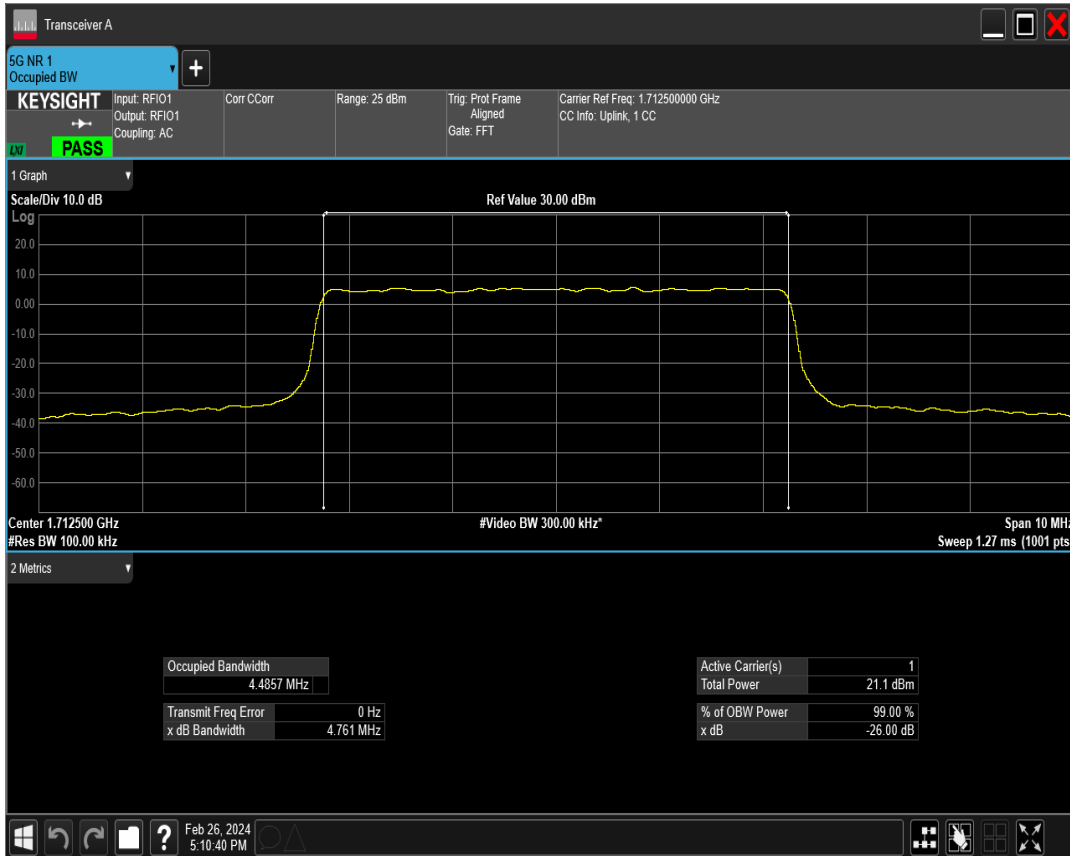 Transceiver A
5G NR 1
Occupied BW
KEYSIGHT
LXI
PASS
Input: RFIO1
Output: RFIO1
Coupling: AC
Corr CCorr
Range: 25 dBm
Trig: Prot Frame
Aligned
Gate: FFT
Carrier Ref Freq: 1.712500000 GHz
CC Info: Uplink, 1 CC
1 Graph
Scale/Div 10.0 dB
Ref Value 30.00 dBm
Log
20.0
10.0
0.00
-10.0
-20.0
-30.0
-40.0
-50.0
-60.0
Center 1.712500 GHz
#Video BW 300.00 kHz*
Span 10 MHz
#Res BW 100.00 kHz
Sweep 1.27 ms (1001 pts
2 Metrics
Occupied Bandwidth
4.4857 MHz
Transmit Freq Error 0 Hz
x dB Bandwidth 4.761 MHz
Active Carrier(s) 1
Total Power 21.1 dBm
% of OBW Power 99.00 %
x dB -26.00 dB
?
Feb 26, 2024
5:10:40 PM